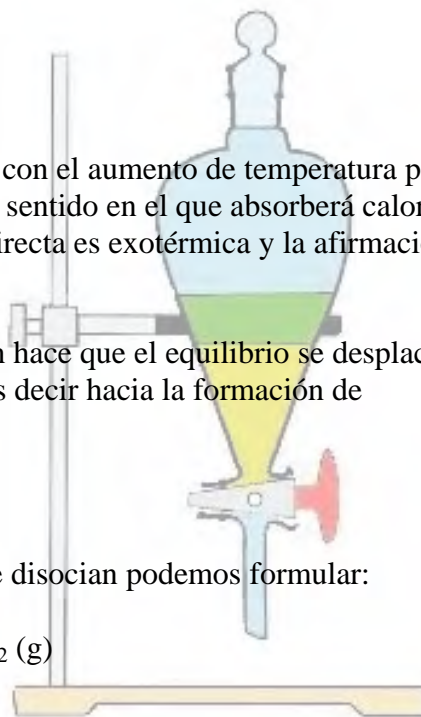 con el aumento de temperatura p
sentido en el que absorberá calor
irecta es exotérmica y la afirmaci
hace que el equilibrio se desplac
s decir hacia la formación de
e disocian podemos formular:
₂ (g)